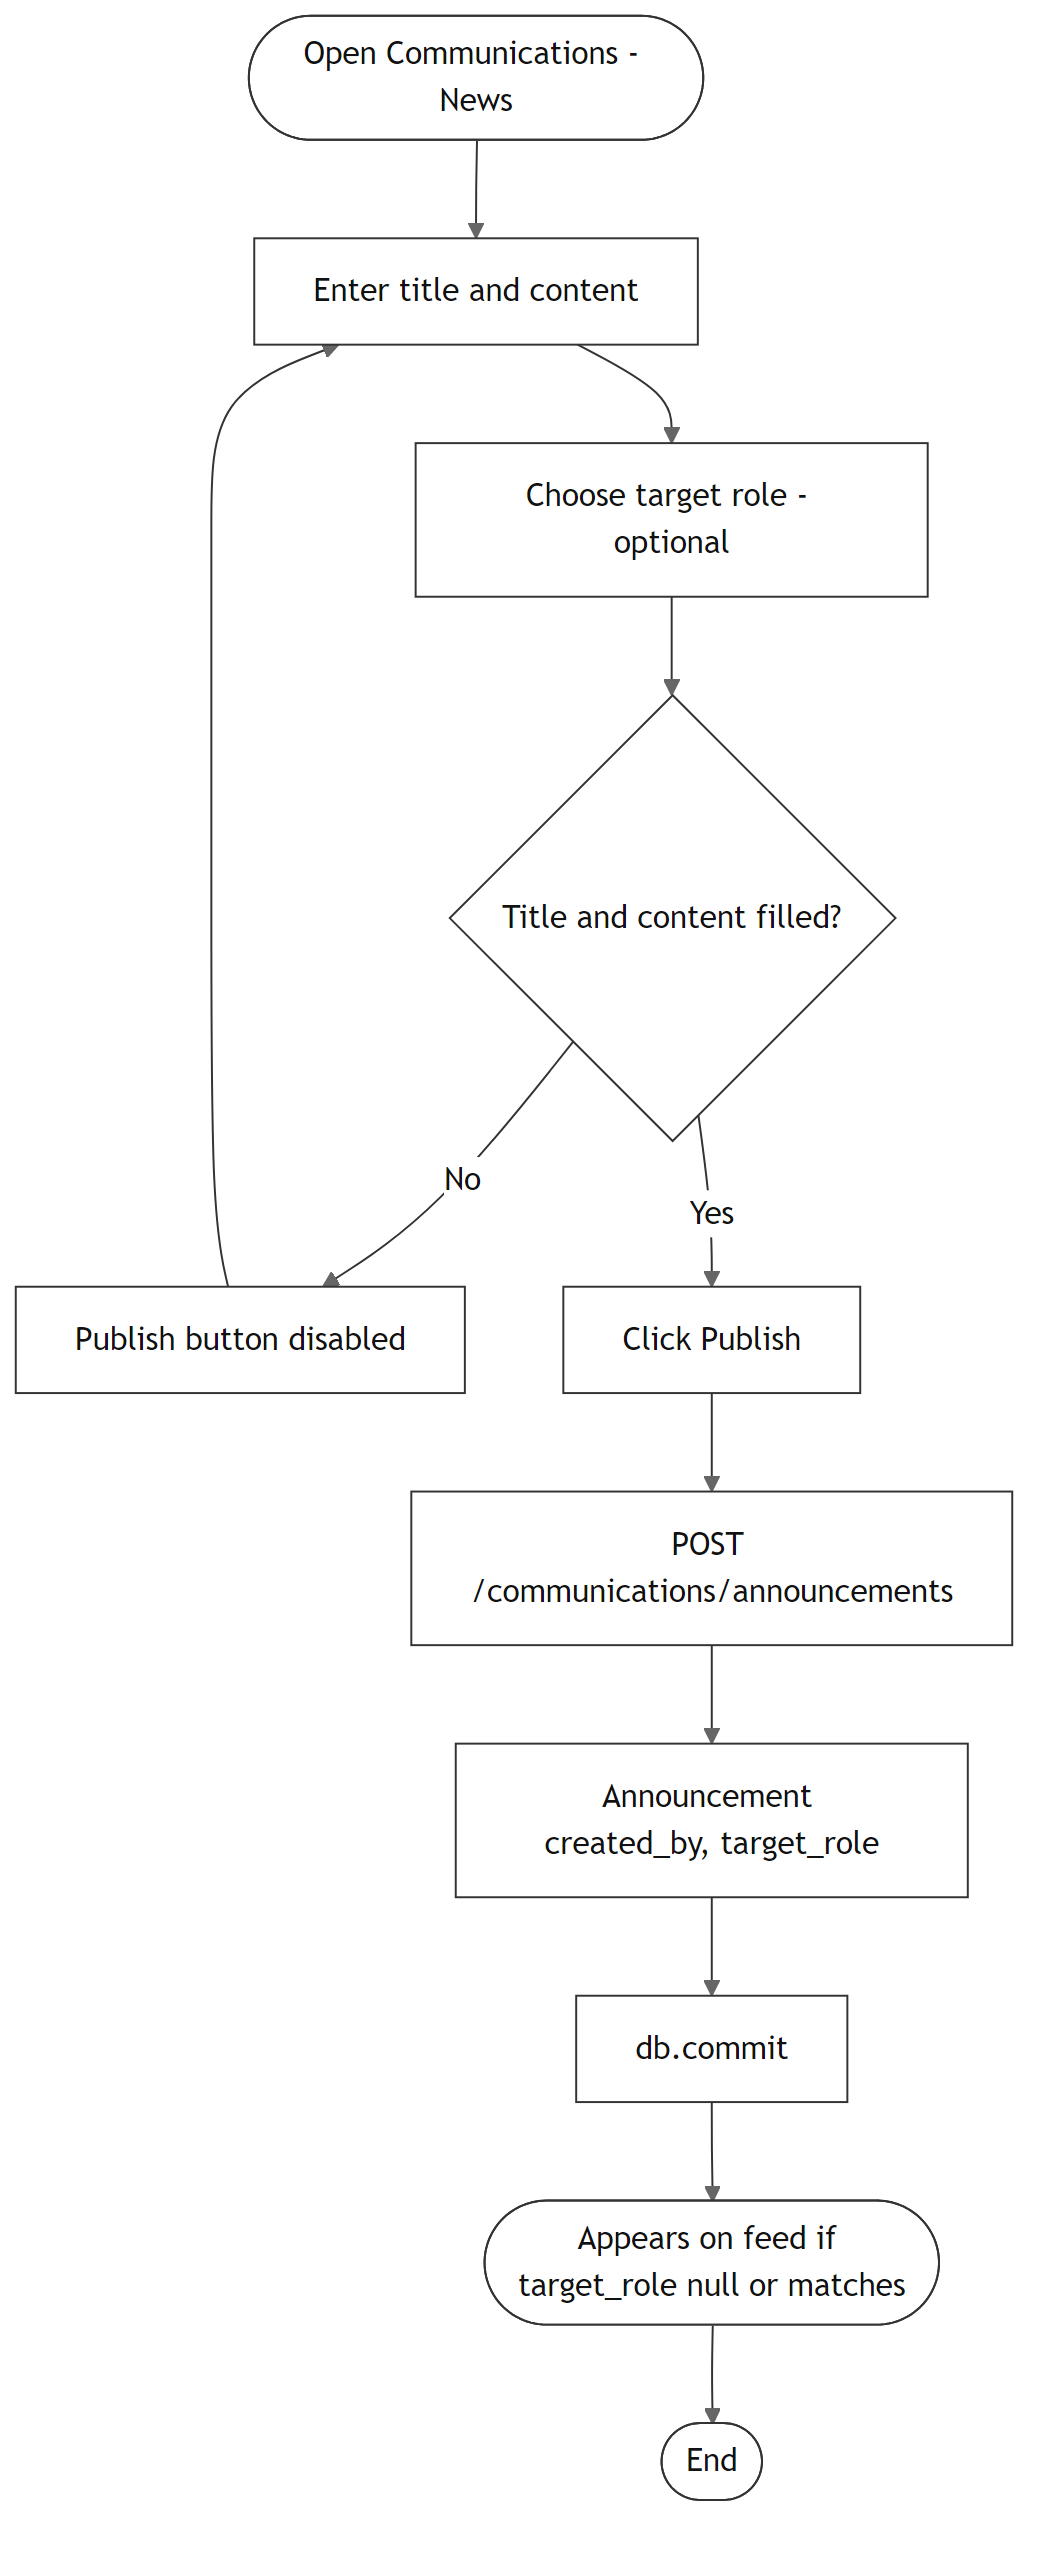 Open Communications -
News
Enter title and content
Choose target role -
optional
Title and content filled?
No
Yes
Publish button disabled
Click Publish
POST
/communications/announcements
Announcement
created_by, target_role
db.commit
Appears on feed if
target_role null or matches
End